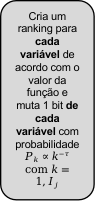 Cria um
ranking para
cada
variável de
acordo com o
valor da
função e
muta 1 bit de
cada
variável com
probabilidade
P_k ∝ k^{-τ}
com k =
1, I_j